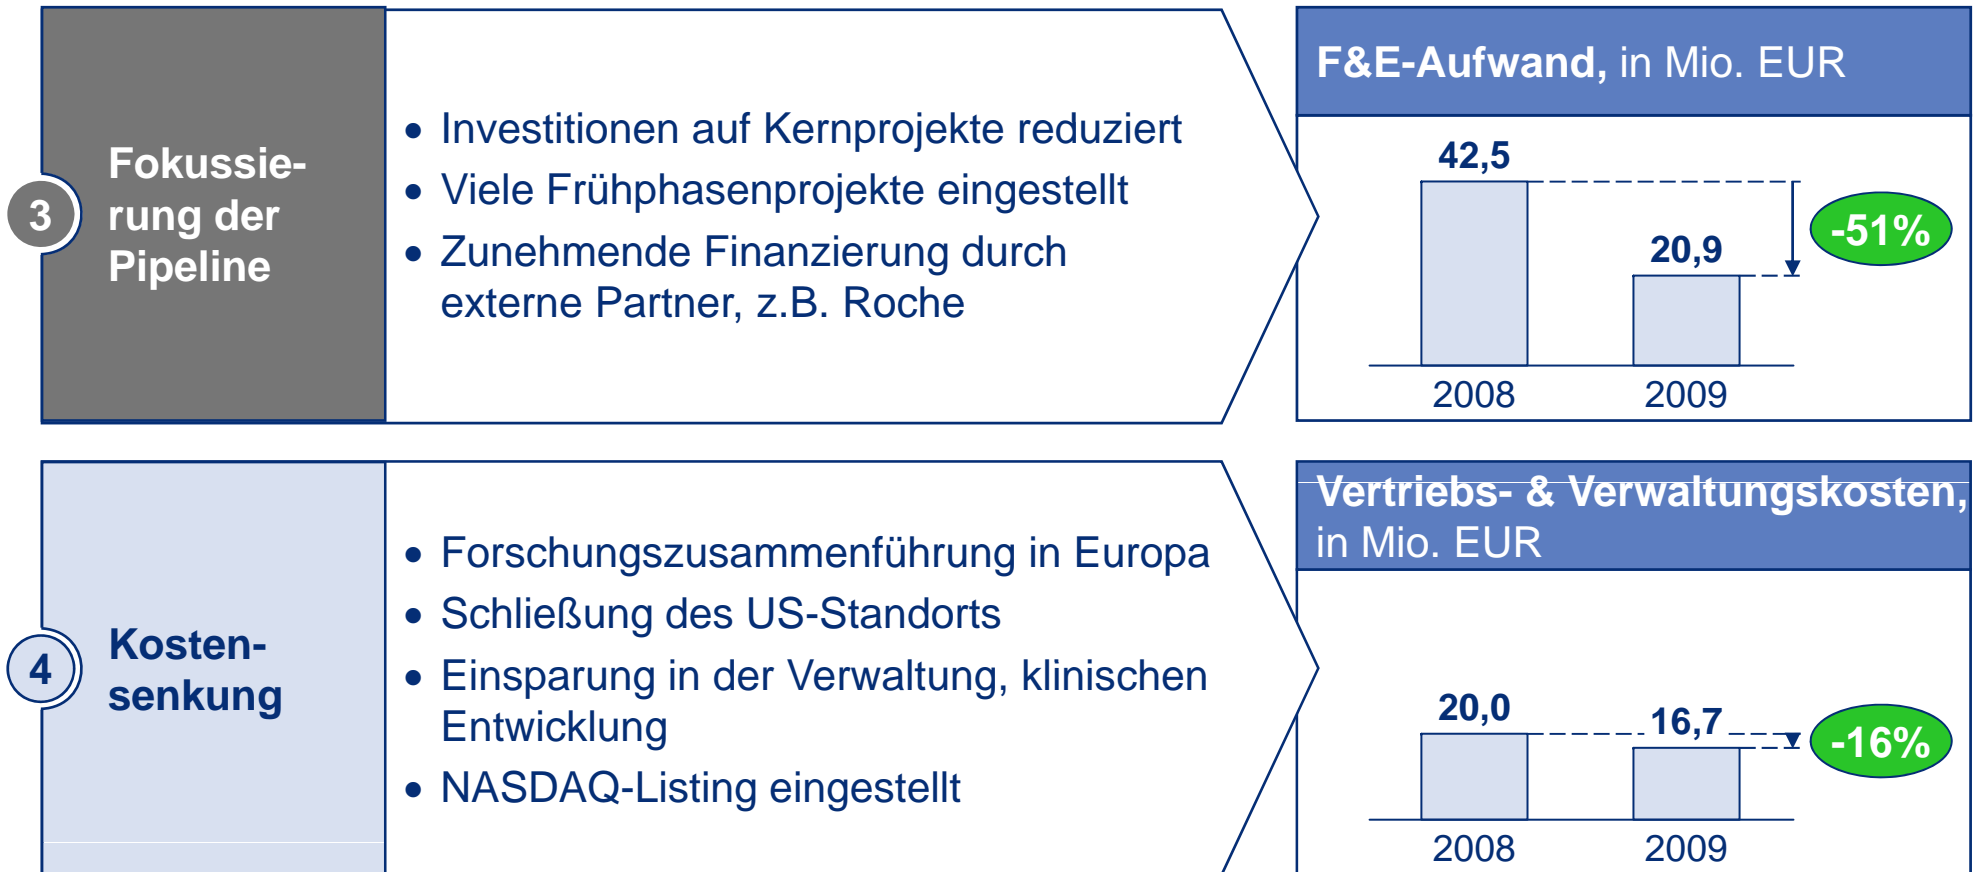 3
Fokussie-
rung der
Pipeline
• Investitionen auf Kernprojekte reduziert
• Viele Frühphasenprojekte eingestellt
• Zunehmende Finanzierung durch
externe Partner, z.B. Roche
F&E-Aufwand, in Mio. EUR
42,5
20,9
-51%
2008
2009
4
Kosten-
senkung
• Forschungszusammenführung in Europa
• Schließung des US-Standorts
• Einsparung in der Verwaltung, klinischen
Entwicklung
• NASDAQ-Listing eingestellt
Vertriebs- & Verwaltungskosten,
in Mio. EUR
20,0
16,7
-16%
2008
2009